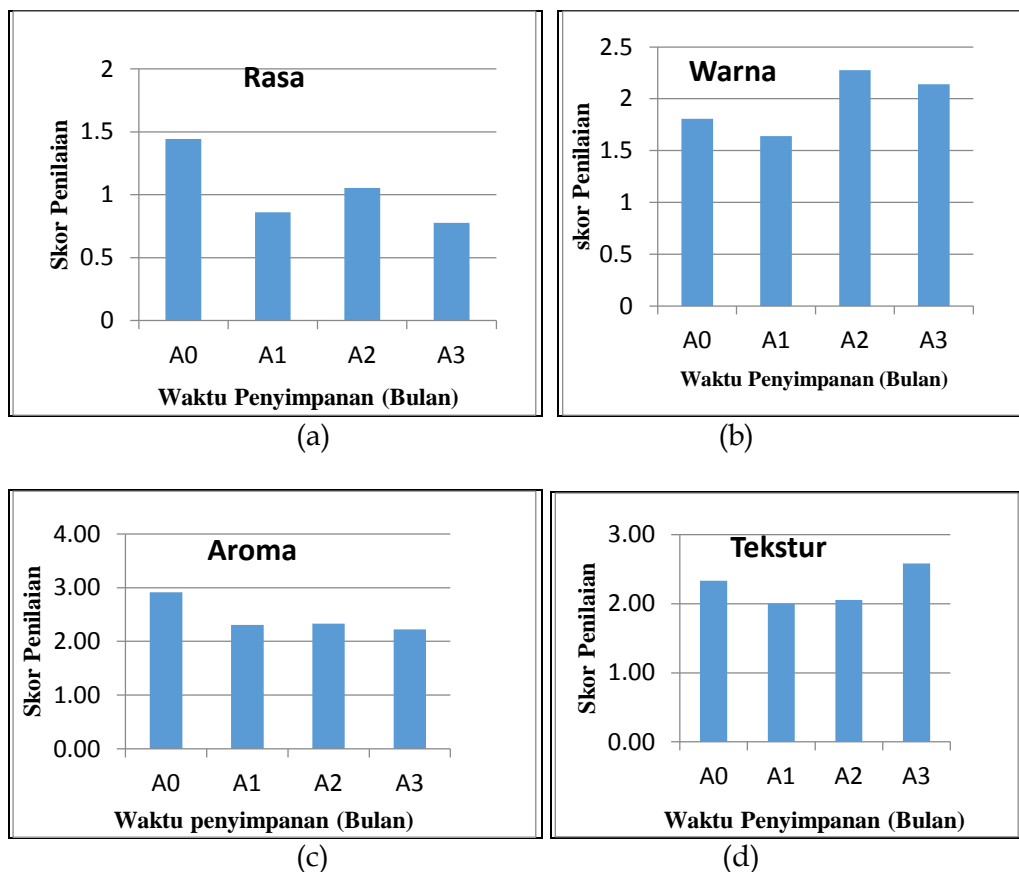 Rasa
Skor Penilaian
2
1.5
1
0.5
0
A0 A1 A2 A3
Waktu Penyimpanan (Bulan)
(a)
Warna
skor Penilaian
2.5
2
1.5
1
0.5
0
A0 A1 A2 A3
Waktu Penyimpanan (Bulan)
(b)
Aroma
Skor Penilaian
4.00
3.00
2.00
1.00
0.00
A0 A1 A2 A3
Waktu penyimpanan (Bulan)
(c)
Tekstur
Skor Penilaian
3.00
2.00
1.00
0.00
A0 A1 A2 A3
Waktu Penyimpanan (Bulan)
(d)